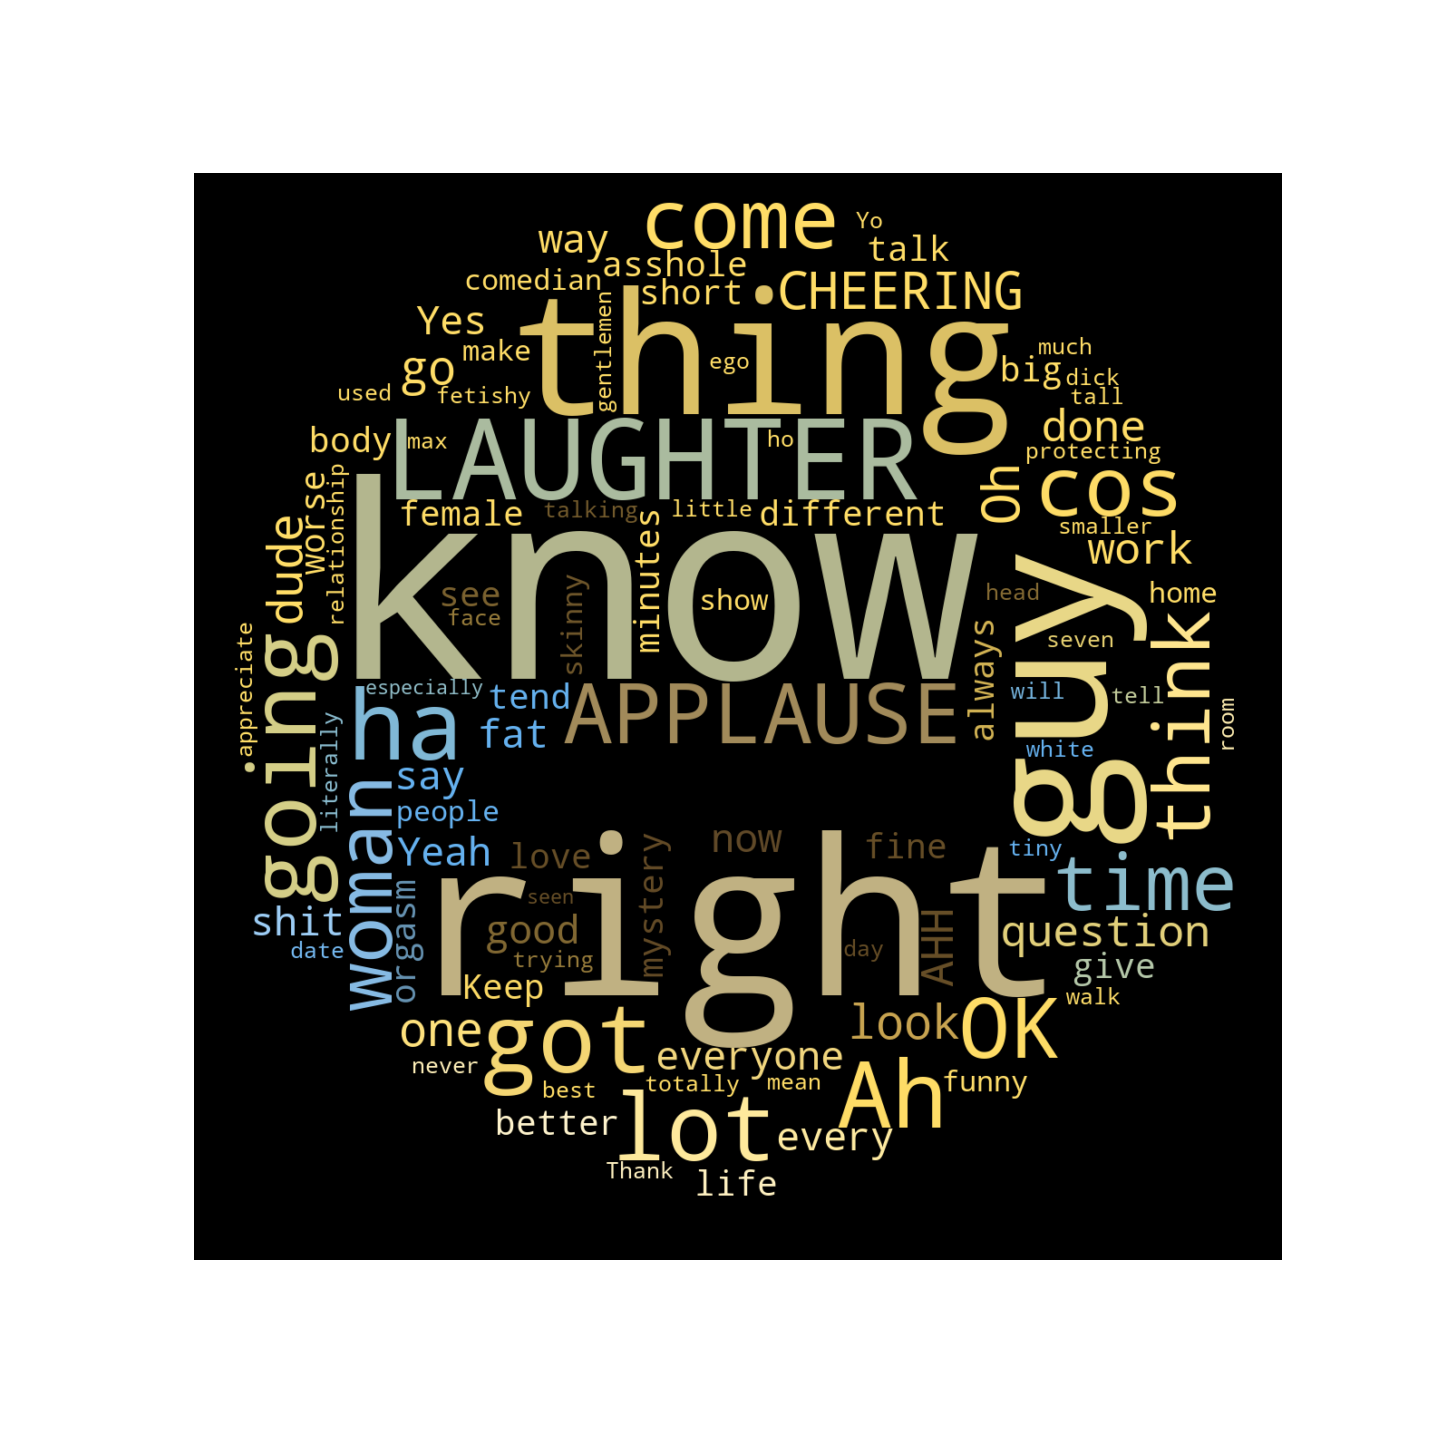 come
Yo
way
talk
asshole
comedian
short
CHEERING
thing
gentlemen
Yes
make
ego
much
go
big
dick
used
fetishy
tall
body
max
LAUGHTER
ho
done
protecting
cos
Oh
worse
relationship
female
talking
little
different
smaller
dude
know
minutes
work
see
face
skinny
show
head
home
guy
seven
think
always
going
appreciate
especially
tend
ha
fat
APPLAUSE
will
tell
room
white
literally
woman
say
people
Yeah
love
mystery
now
fine
tiny
time
right
seen
orgasm
shit
date
good
trying
day
AHH
question
give
Keep
walk
one
got
look
OK
everyone
never
best
totally
mean
Ah
funny
better
lot
every
Thank
life